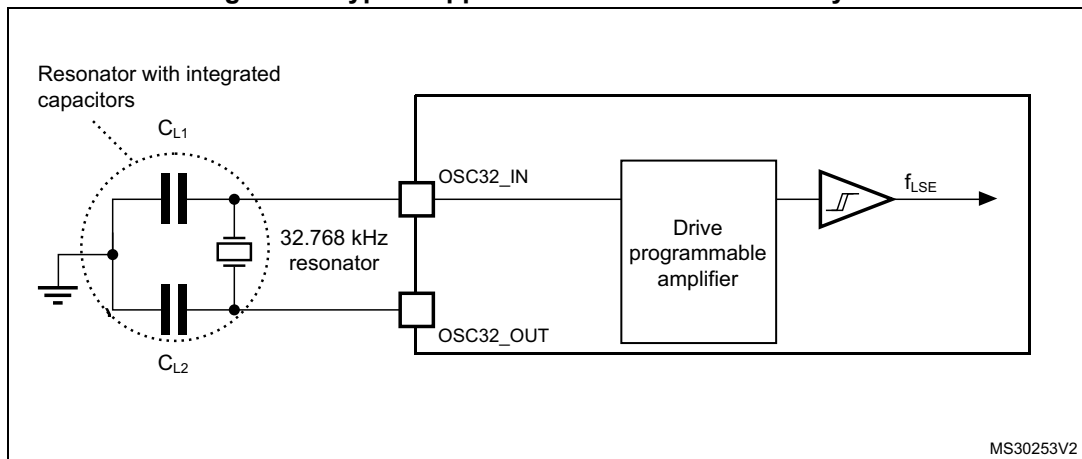 Resonator with integrated
capacitors
CL1
OSC32_IN
fLSE
32.768 kHz
resonator
Drive
programmable
amplifier
OSC32_OUT
CL2
MS30253V2